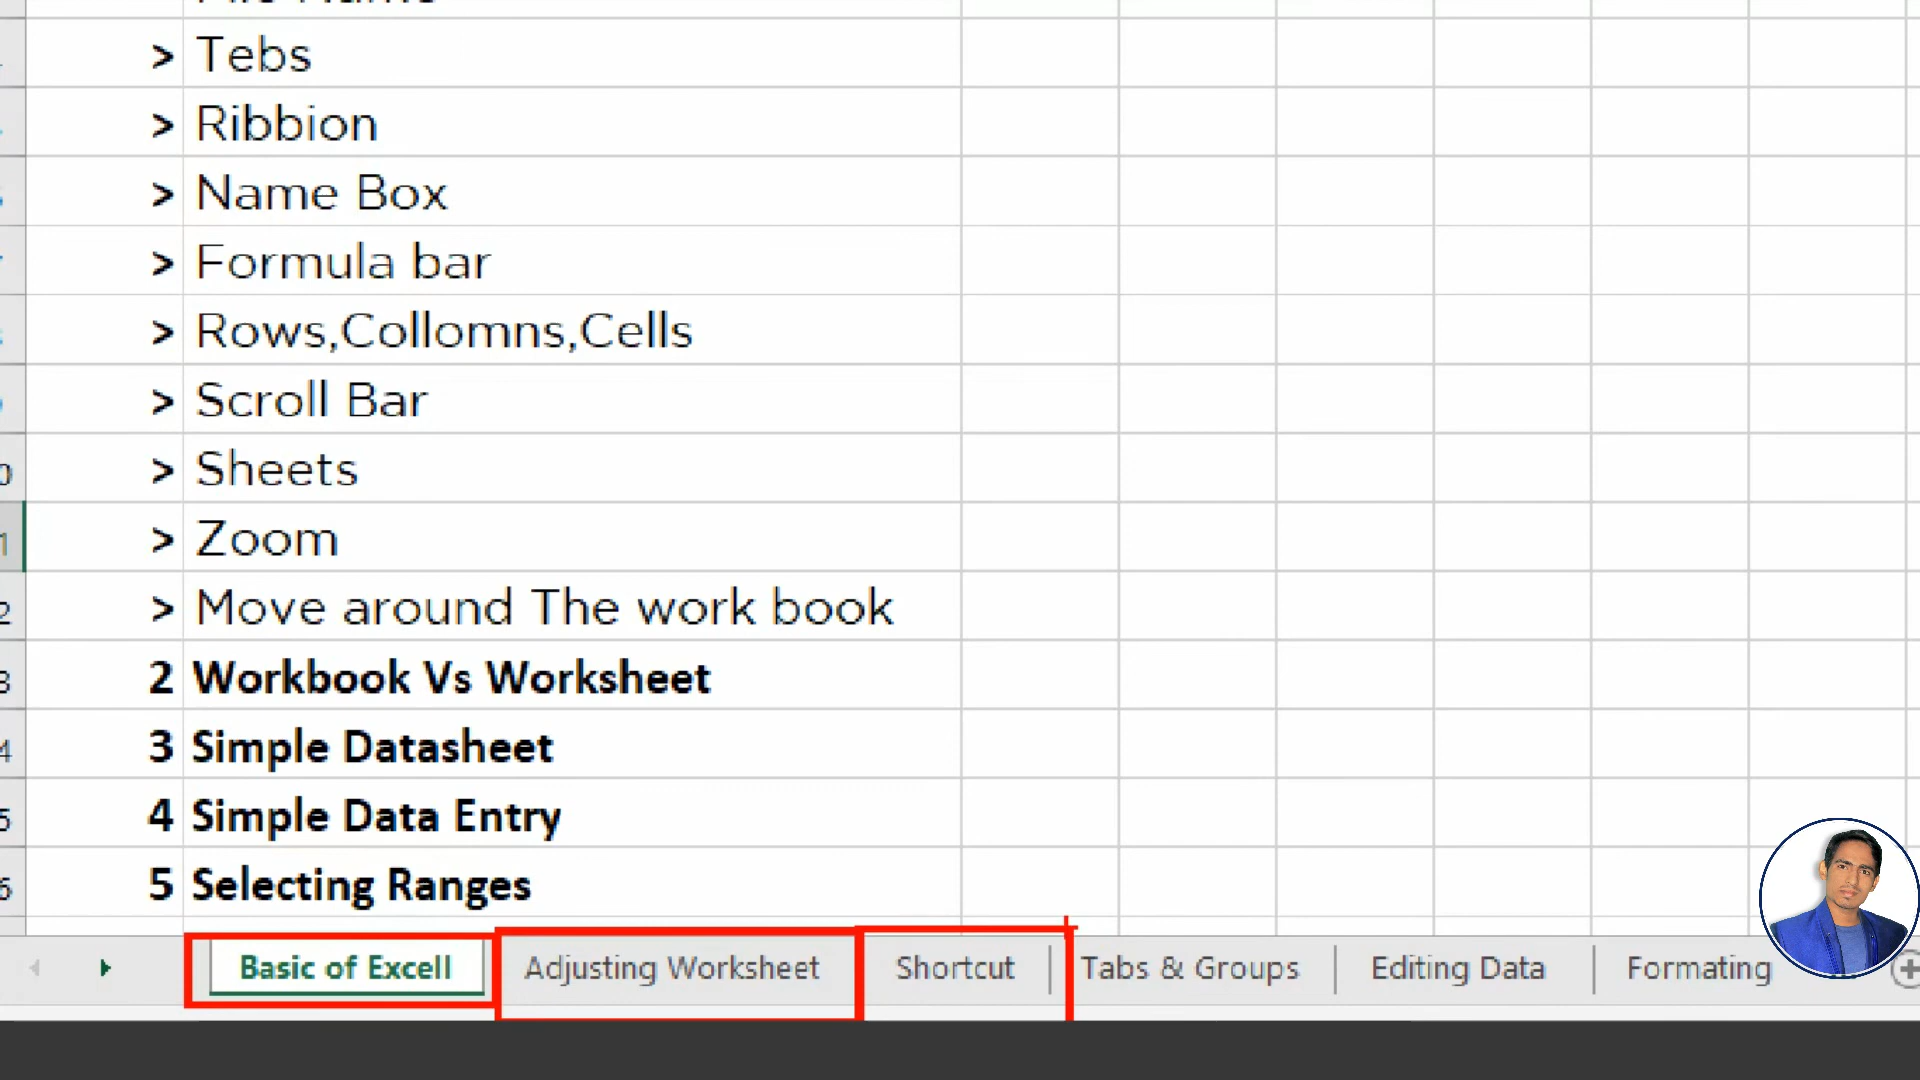 > Tebs
> Ribbion
> Name Box
> Formula bar
> Rows,Collomns,Cells
> Scroll Bar
> Sheets
> Zoom
> Move around The work book
2 Workbook Vs Worksheet
3 Simple Datasheet
4 Simple Data Entry
5 Selecting Ranges
Basic of Excell Adjusting Worksheet Shortcut Tabs & Groups Editing Data Formating